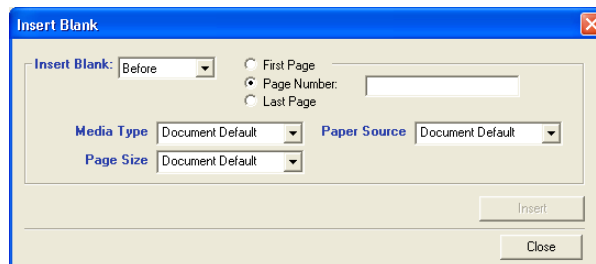 Insert Blank
Insert Blank: Before
First Page
Page Number:
Last Page
Media Type Document Default Paper Source Document Default
Page Size Document Default
Insert
Close